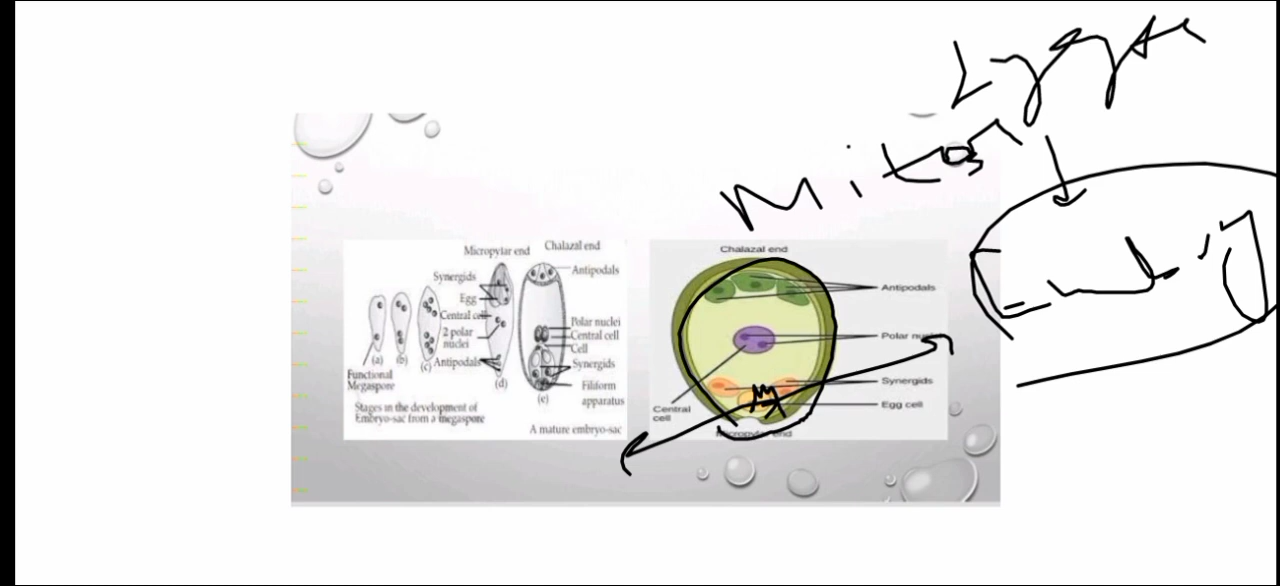 Zygote
Mitosis
Micropylar end
Chalazal end
Synergids
Egg
Central cell
2 polar
nuclei
Antipodals
(a)
(b)
(c)
(d)
Functional
Megaspore
Stages in the development of
Embryo-sac from a megaspore
Antipodals
Polar nuclei
Central cell
Cell
Synergids
Filiform
apparatus
(e)
A mature embryo-sac
Chalazal end
Antipodals
Polar
Synergids
Egg cell
Central
cell
Micropylar end